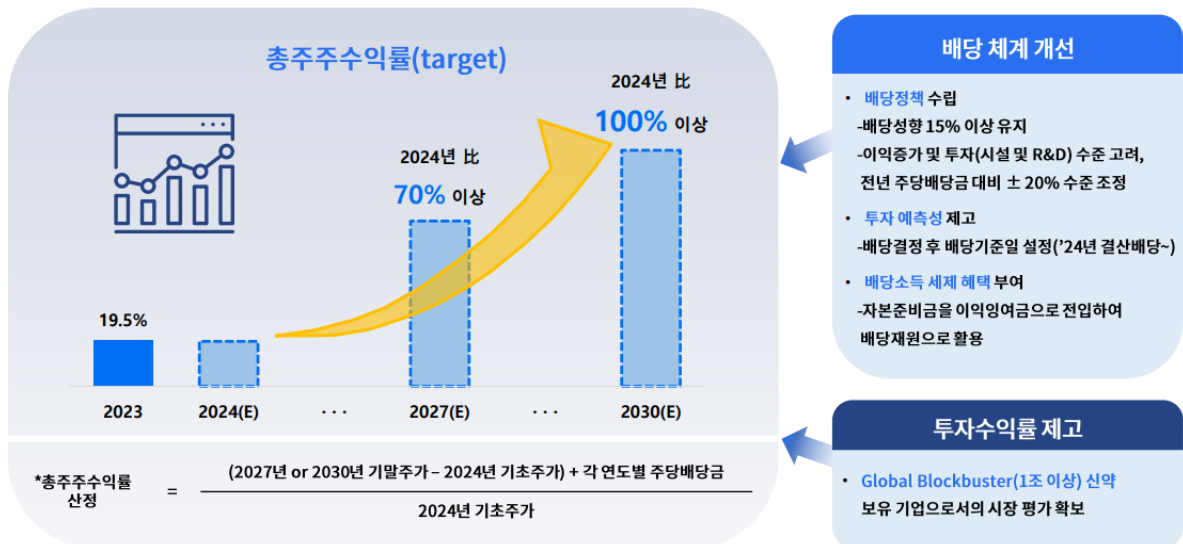 총주주수익률(target)
2024년 比
100% 이상
2024년 比
70% 이상
19.5%
2023
2024(E)
· · ·
2027(E)
· · ·
2030(E)
*총주주수익률
산정
=
(2027년 or 2030년 기말주가 – 2024년 기초주가) + 각 연도별 주당배당금
2024년 기초주가
배당 체계 개선
• 배당정책 수립
-배당성향 15% 이상 유지
-이익증가 및 투자(시설 및 R&D) 수준 고려,
전년 주당배당금 대비 ± 20% 수준 조정
• 투자 예측성 제고
-배당결정 후 배당기준일 설정('24년 결산배당~)
• 배당소득 세제 혜택 부여
-자본준비금을 이익잉여금으로 전입하여
배당재원으로 활용
투자수익률 제고
• Global Blockbuster(1조 이상) 신약
보유 기업으로서의 시장 평가 확보